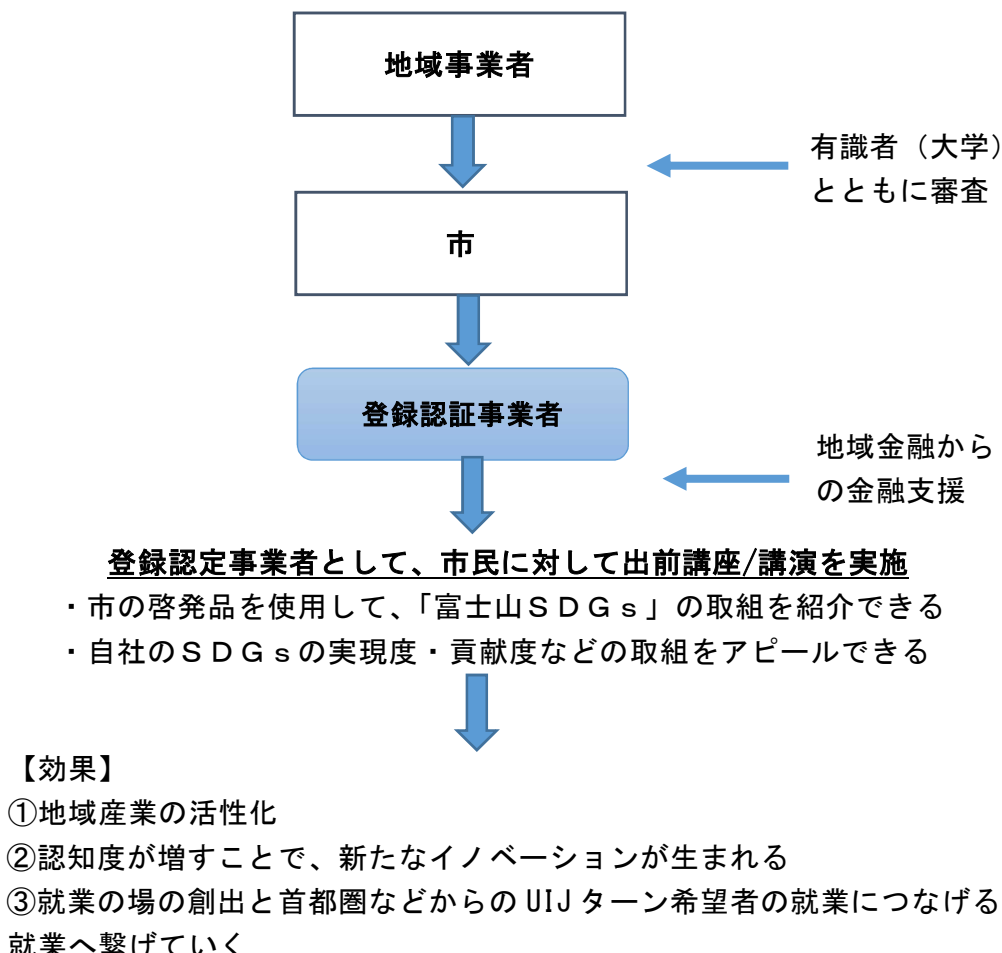 地域事業者
有識者（大学）
とともに審査
市
登録認証事業者
地域金融から
の金融支援
登録認定事業者として、市民に対して出前講座/講演を実施
・市の啓発品を使用して、「富士山ＳＤＧｓ」の取組を紹介できる
・自社のＳＤＧｓの実現度・貢献度などの取組をアピールできる
【効果】
①地域産業の活性化
②認知度が増すことで、新たなイノベーションが生まれる
③就業の場の創出と首都圏などからの UIJ ターン希望者の就業につなげる
就業へ繋げていく